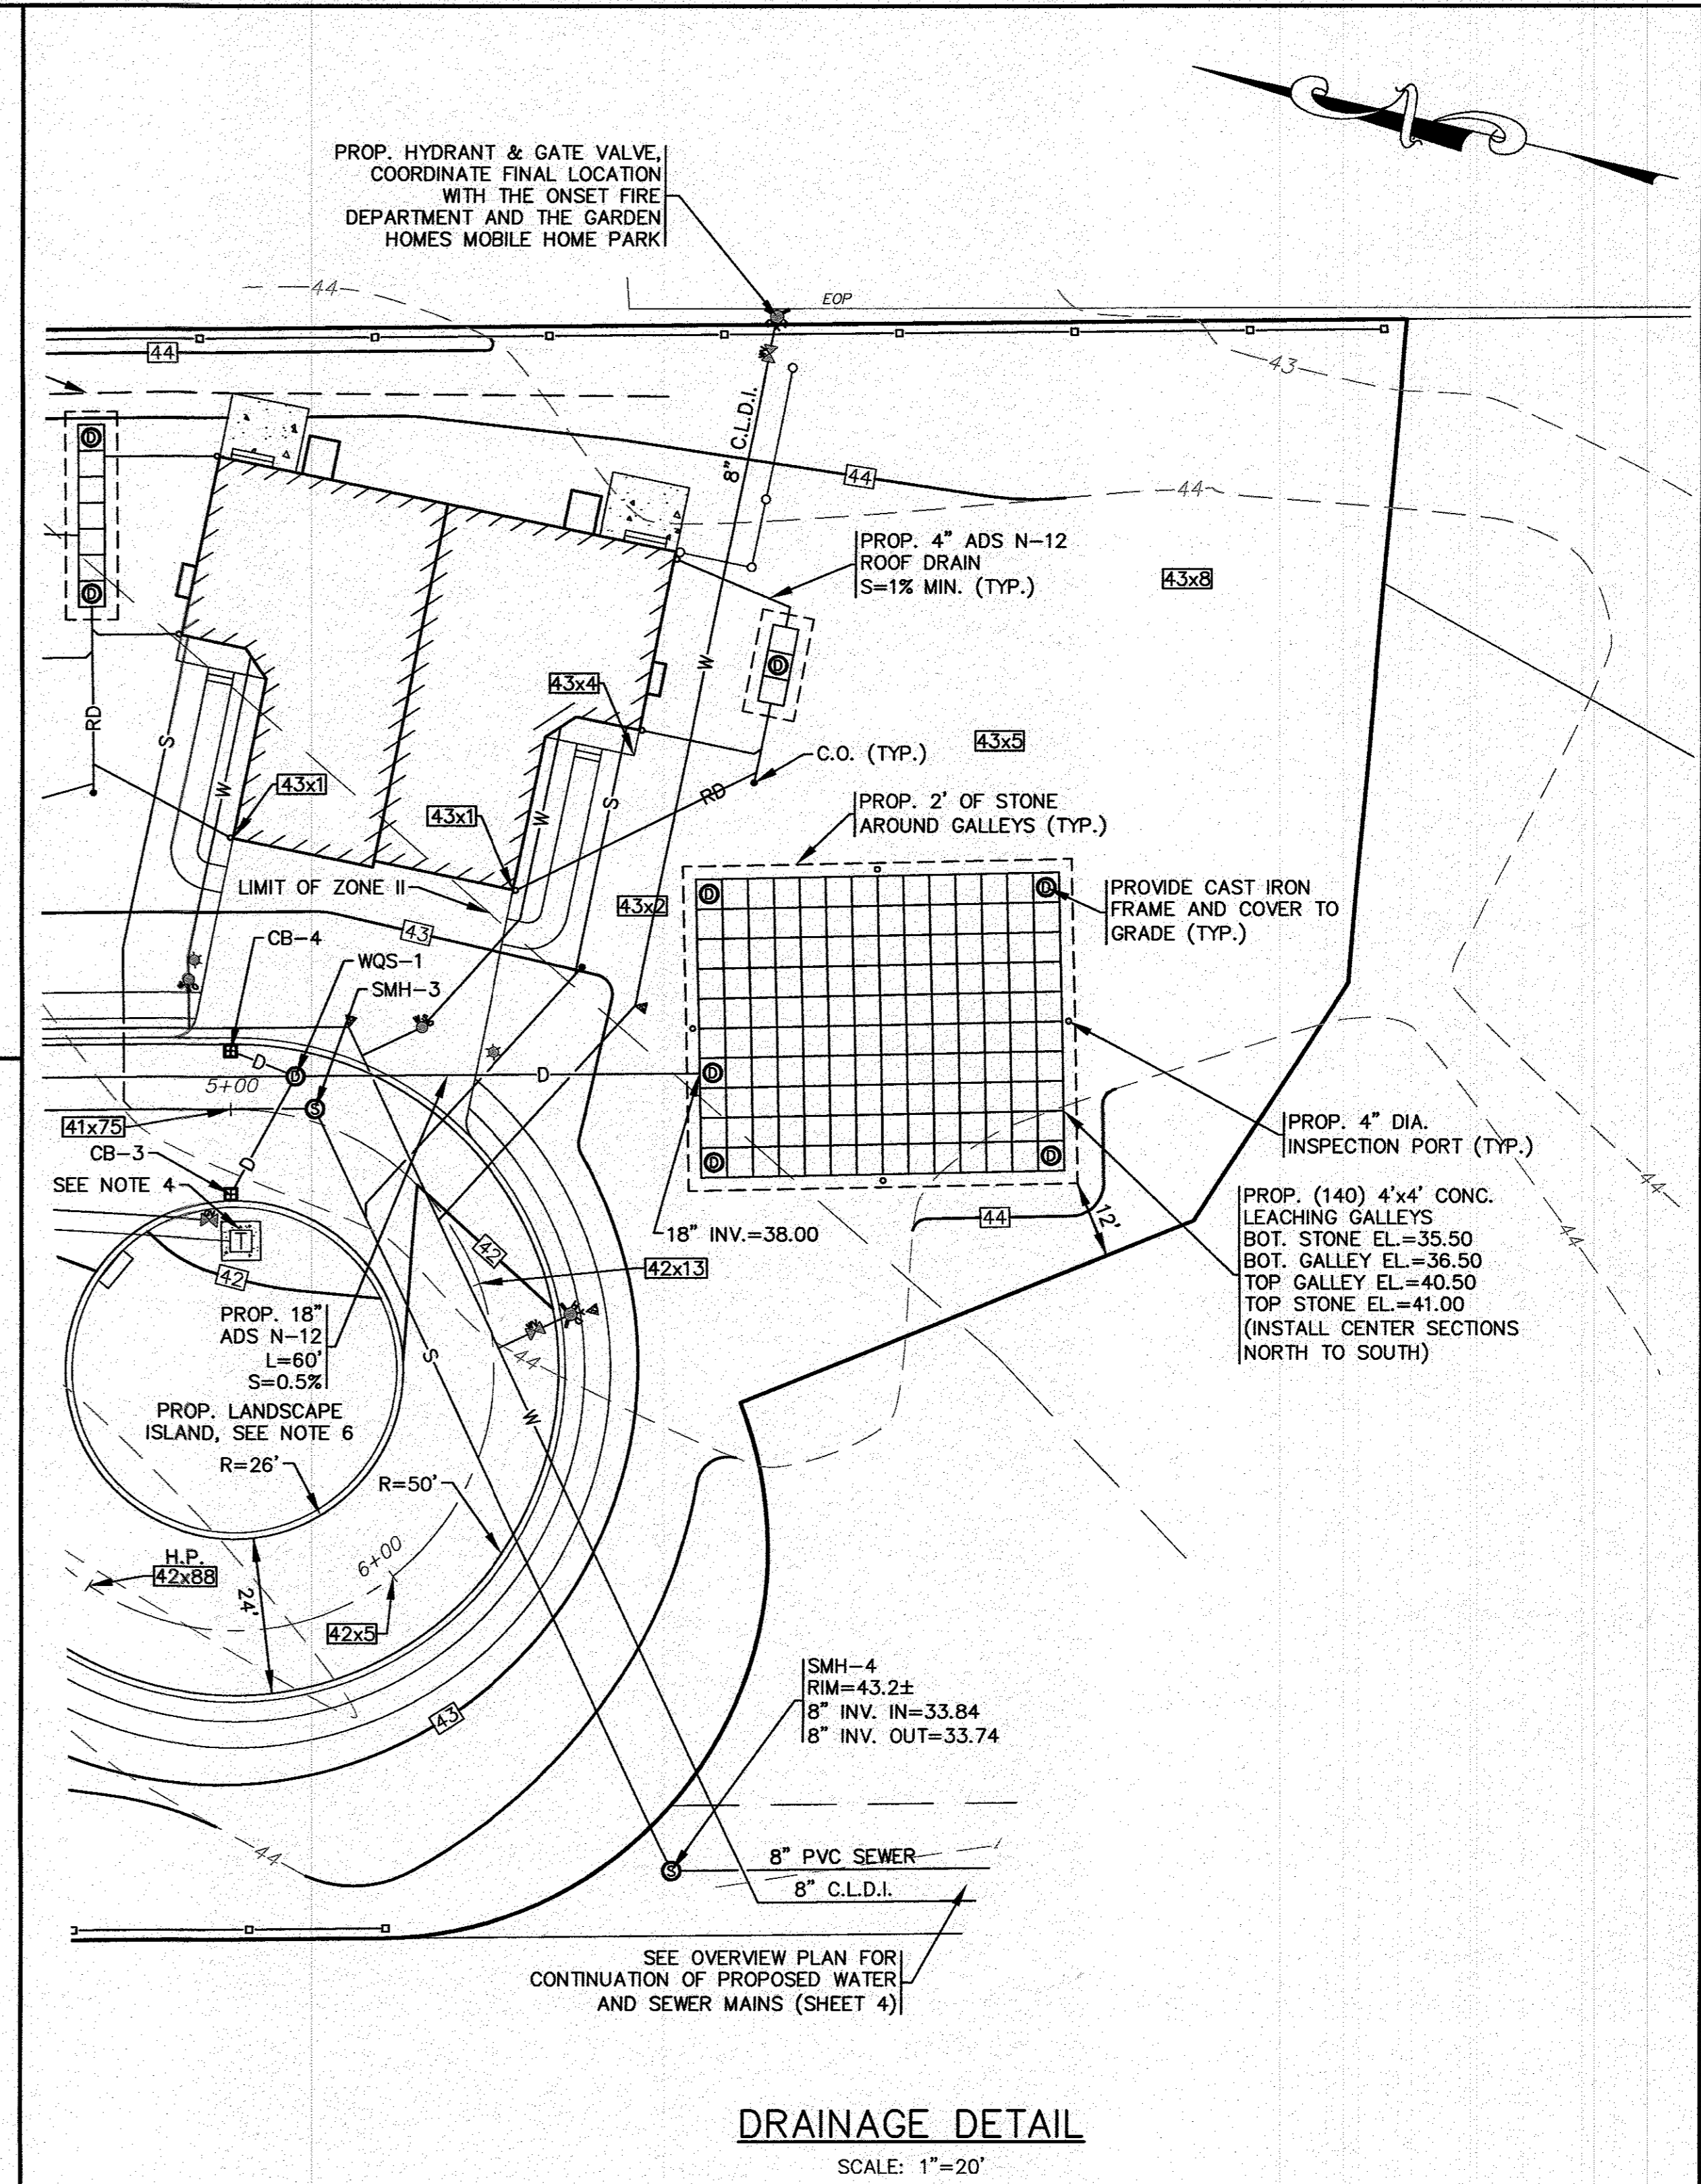 PROP. HYDRANT & GATE VALVE,
COORDINATE FINAL LOCATION
WITH THE ONSET FIRE
DEPARTMENT AND THE GARDEN
HOMES MOBILE HOME PARK
44
EOP
44
43
8" C.L.D.I.
44
44
D
PROP. 4" ADS N-12
ROOF DRAIN
S=1% MIN. (TYP.)
43x8
D
W
D
43x4
RD
S
43x5
C.O. (TYP.)
W
43x1
RD
S
W
43x1
PROP. 2' OF STONE
AROUND GALLEYS (TYP.)
LIMIT OF ZONE II
43x2
D
D
PROVIDE CAST IRON
FRAME AND COVER TO
GRADE (TYP.)
43
CB-4
WQS-1
SMH-3
D
D
D
D
5+00
S
41x75
CB-3
D
SEE NOTE 4
T
D
D
PROP. 4" DIA.
INSPECTION PORT (TYP.)
44
44
44
12'
18" INV.=38.00
42
42
42x13
PROP. (140) 4'x4' CONC.
LEACHING GALLEYS
BOT. STONE EL.=35.50
BOT. GALLEY EL.=36.50
TOP GALLEY EL.=40.50
TOP STONE EL.=41.00
(INSTALL CENTER SECTIONS
NORTH TO SOUTH)
PROP. 18"
ADS N-12
L=60'
S=0.5%
S
44
PROP. LANDSCAPE
ISLAND, SEE NOTE 6
W
R=26'
R=50'
6+00
H.P.
42x88
24'
42x5
SMH-4
RIM=43.2±
8" INV. IN=33.84
8" INV. OUT=33.74
43
44
S
8" PVC SEWER
8" C.L.D.I.
SEE OVERVIEW PLAN FOR
CONTINUATION OF PROPOSED WATER
AND SEWER MAINS (SHEET 4)
DRAINAGE DETAIL
SCALE: 1"=20'